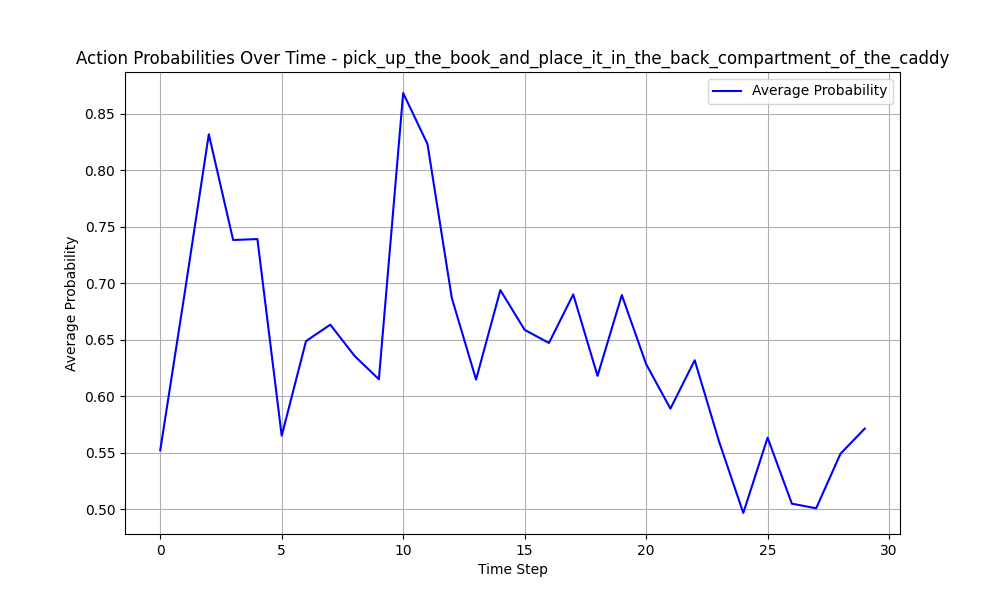 Action Probabilities Over Time - pick_up_the_book_and_place_it_in_the_back_compartment_of_the_caddy
Average Probability
0.85
0.80
0.75
0.70
0.65
0.60
0.55
0.50
Average Probability
0 5 10 15 20 25 30
Time Step